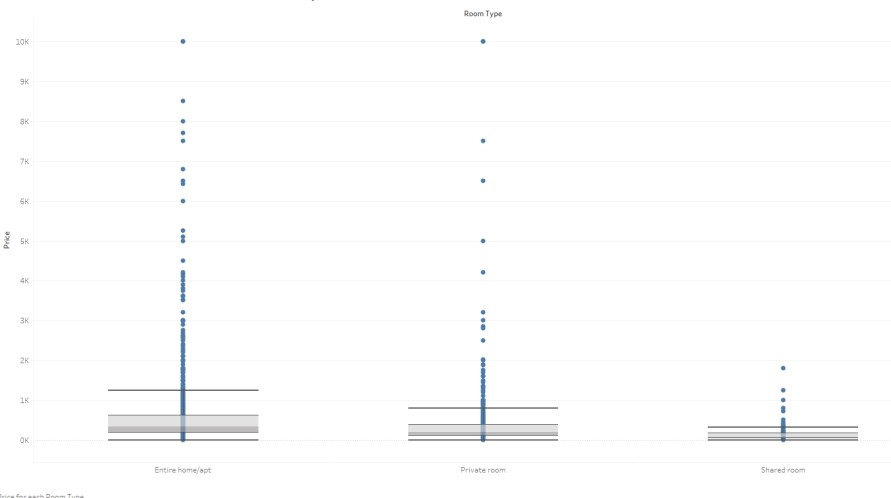 Room Type
10K
9K
8K
7K
6K
5K
4K
3K
2K
1K
0K
Price
Entire home/apt
Private room
Shared room
for each Room Type